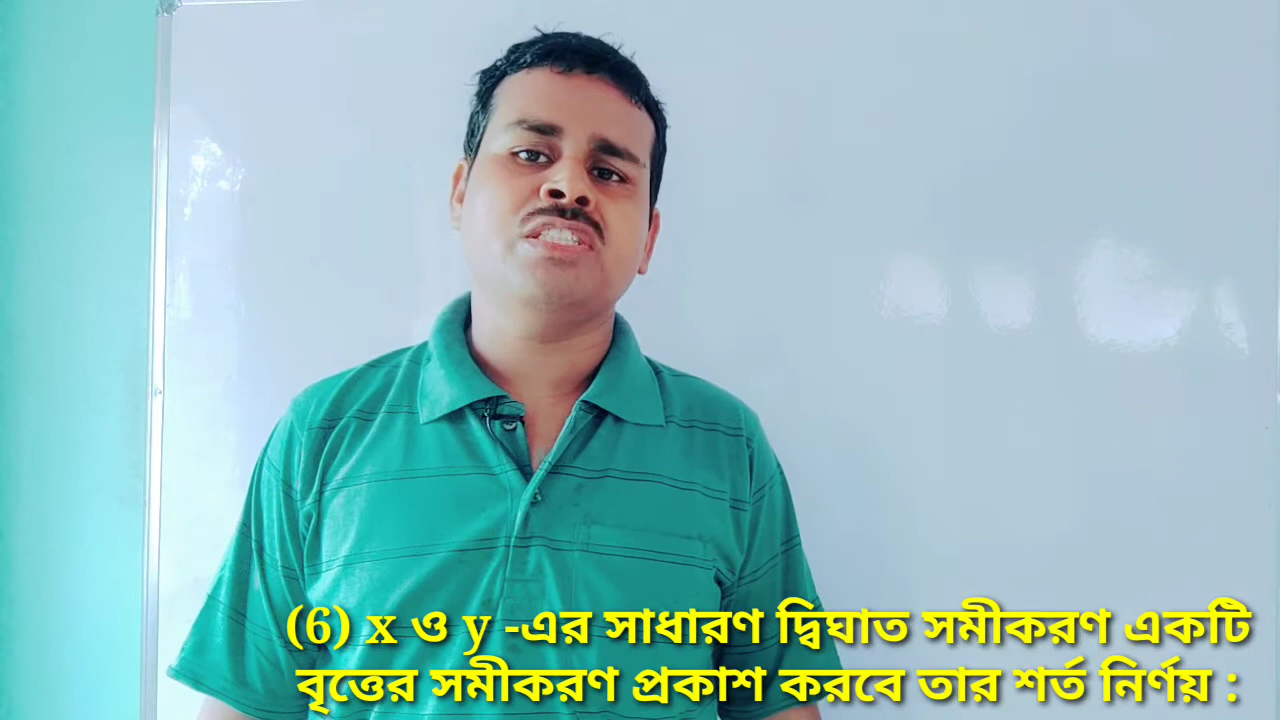 (6) x ও y -এর সাধারণ দ্বিঘাত সমীকরণ একটি
বৃত্তের সমীকরণ প্রকাশ করবে তার শর্ত নির্ণয় :